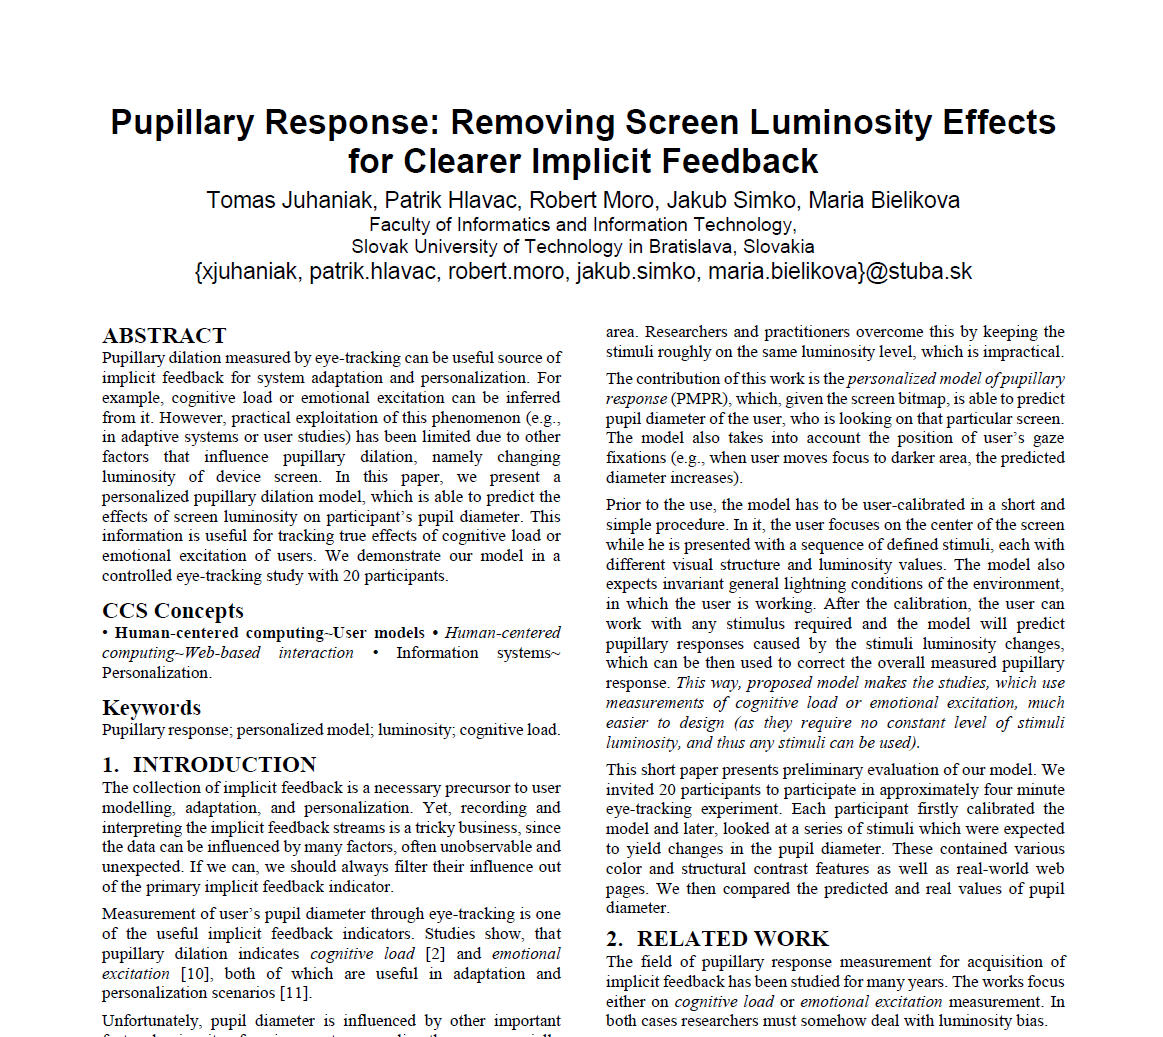 Pupillary Response: Removing Screen Luminosity Effects
for Clearer Implicit Feedback
Tomas Juhaniak, Patrik Hlavac, Robert Moro, Jakub Simko, Maria Bielikova
Faculty of Informatics and Information Technology,
Slovak University of Technology in Bratislava, Slovakia
{xjuhaniak, patrik.hlavac, robert.moro, jakub.simko, maria.bielikova}@stuba.sk
ABSTRACT
Pupillary dilation measured by eye-tracking can be useful source of
implicit feedback for system adaptation and personalization. For
example, cognitive load or emotional excitation can be inferred
from it. However, practical exploitation of this phenomenon (e.g.,
in adaptive systems or user studies) has been limited due to other
factors that influence pupillary dilation, namely changing
luminosity of device screen. In this paper, we present a
personalized pupillary dilation model, which is able to predict the
effects of screen luminosity on participant's pupil diameter. This
information is useful for tracking true effects of cognitive load or
emotional excitation of users. We demonstrate our model in a
controlled eye-tracking study with 20 participants.
CCS Concepts
• Human-centered computing~User models • Human-centered
computing~Web-based interaction • Information systems~
Personalization.
Keywords
Pupillary response; personalized model; luminosity; cognitive load.
1. INTRODUCTION
The collection of implicit feedback is a necessary precursor to user
modelling, adaptation, and personalization. Yet, recording and
interpreting the implicit feedback streams is a tricky business, since
the data can be influenced by many factors, often unobservable and
unexpected. If we can, we should always filter their influence out
of the primary implicit feedback indicator.
Measurement of user's pupil diameter through eye-tracking is one
of the useful implicit feedback indicators. Studies show, that
pupillary dilation indicates cognitive load [2] and emotional
excitation [10], both of which are useful in adaptation and
personalization scenarios [11].
Unfortunately, pupil diameter is influenced by other important
area. Researchers and practitioners overcome this by keeping the
stimuli roughly on the same luminosity level, which is impractical.
The contribution of this work is the personalized model of pupillary
response (PMPR), which, given the screen bitmap, is able to predict
pupil diameter of the user, who is looking on that particular screen.
The model also takes into account the position of user's gaze
fixations (e.g., when user moves focus to darker area, the predicted
diameter increases).
Prior to the use, the model has to be user-calibrated in a short and
simple procedure. In it, the user focuses on the center of the screen
while he is presented with a sequence of defined stimuli, each with
different visual structure and luminosity values. The model also
expects invariant general lightning conditions of the environment,
in which the user is working. After the calibration, the user can
work with any stimulus required and the model will predict
pupillary responses caused by the stimuli luminosity changes,
which can be then used to correct the overall measured pupillary
response. This way, proposed model makes the studies, which use
measurements of cognitive load or emotional excitation, much
easier to design (as they require no constant level of stimuli
luminosity, and thus any stimuli can be used).
This short paper presents preliminary evaluation of our model. We
invited 20 participants to participate in approximately four minute
eye-tracking experiment. Each participant firstly calibrated the
model and later, looked at a series of stimuli which were expected
to yield changes in the pupil diameter. These contained various
color and structural contrast features as well as real-world web
pages. We then compared the predicted and real values of pupil
diameter.
2. RELATED WORK
The field of pupillary response measurement for acquisition of
implicit feedback has been studied for many years. The works focus
either on cognitive load or emotional excitation measurement. In
both cases researchers must somehow deal with luminosity bias.